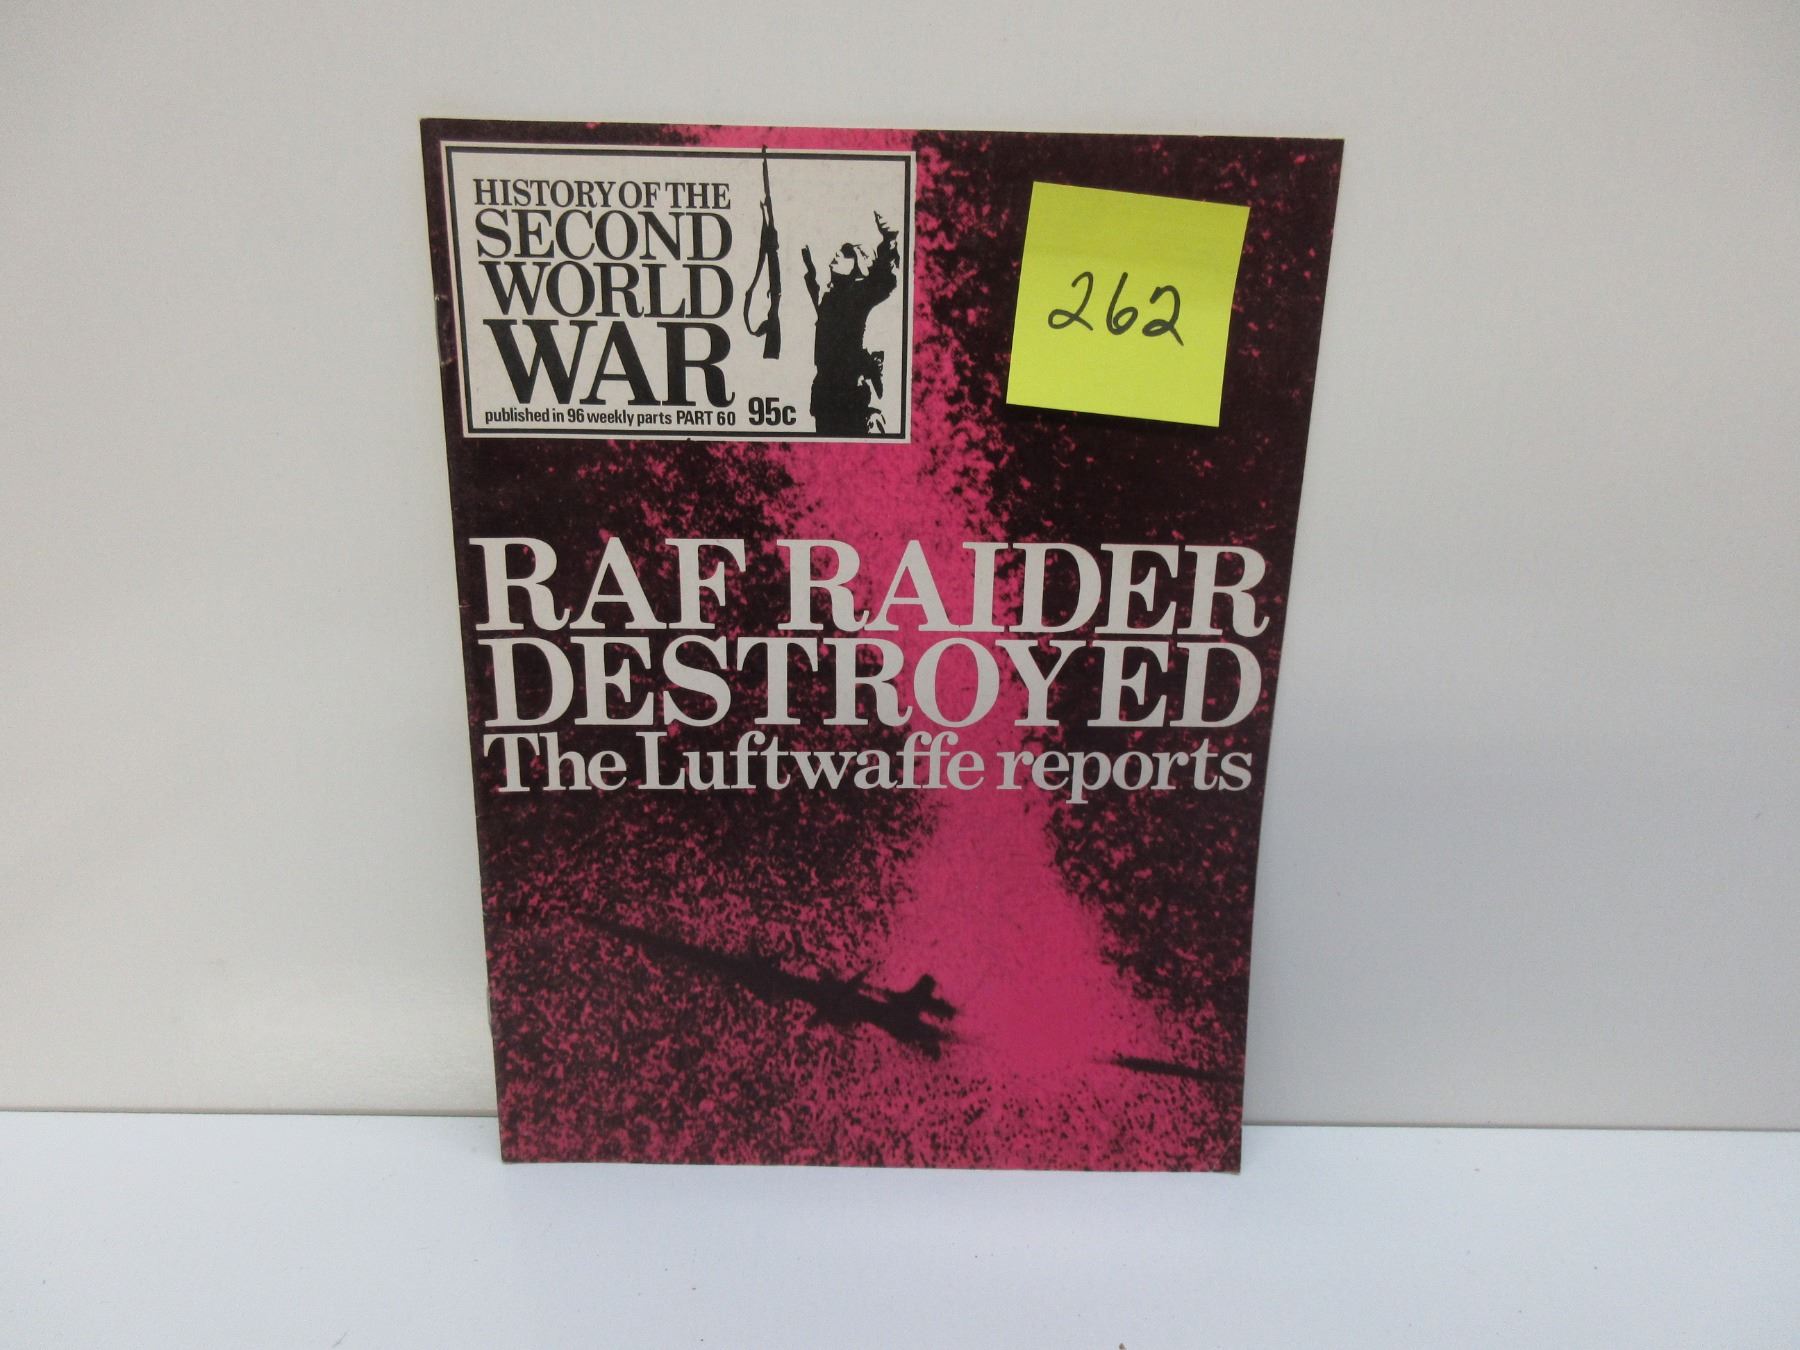 HISTORY OF THE
SECOND
WORLD
WAR
published in 96 weekly parts PART 60 95c
262
RAF RAIDER
DESTROYED
The Luftwaffe reports